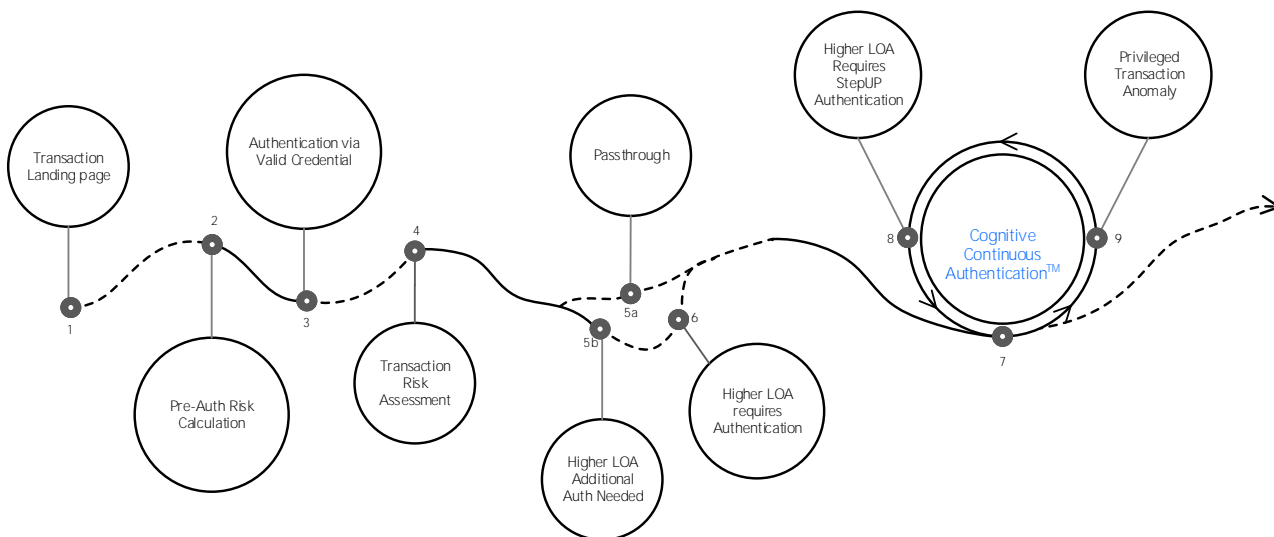 Transaction
Landing page
1
2
Pre-Auth Risk
Calculation
Authentication via
Valid Credential
3
4
Transaction
Risk
Assessment
Passthrough
5a
5b
Higher LOA
Additional
Auth Needed
6
Higher LOA
requires
Authentication
7
Higher LOA
Requires
StepUP
Authentication
8
Cognitive
Continuous
Authentication™
Privileged
Transaction
Anomaly
9